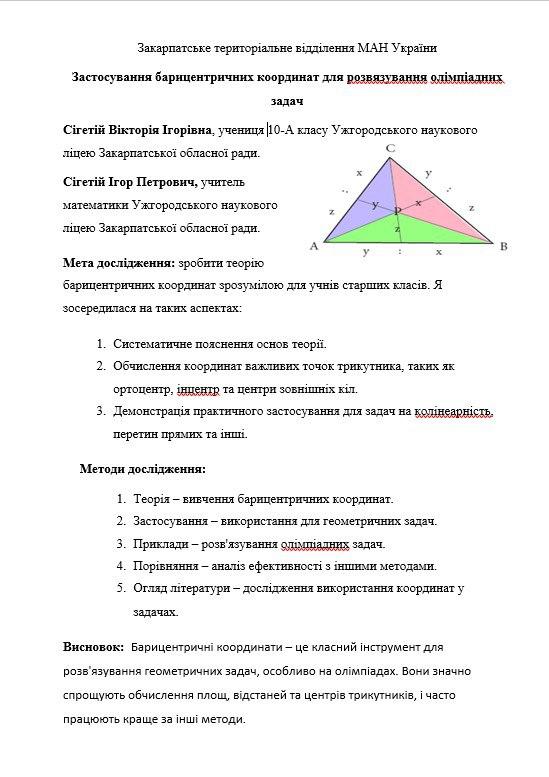 Закарпатське територіальне відділення МАН України
Застосування барицентричних координат для розвязування олімпіадних
задач
Сігетій Вікторія Ігорівна, учениця 10-А класу Ужгородського наукового
ліцею Закарпатської обласної ради.
Сігетій Ігор Петрович, учитель
математики Ужгородського наукового
ліцею Закарпатської обласної ради.
C
x y
: :
z y P x z
z
A y : x B
Мета дослідження: зробити теорію
барицентричних координат зрозумілою для учнів старших класів. Я
зосередилася на таких аспектах:
1. Систематичне пояснення основ теорії.
2. Обчислення координат важливих точок трикутника, таких як
ортоцентр, інцентр та центри зовнішніх кіл.
3. Демонстрація практичного застосування для задач на колінеарність,
перетин прямих та інші.
Методи дослідження:
1. Теорія – вивчення барицентричних координат.
2. Застосування – використання для геометричних задач.
3. Приклади – розв'язування олімпіадних задач.
4. Порівняння – аналіз ефективності з іншими методами.
5. Огляд літератури – дослідження використання координат у
задачах.
Висновок: Барицентричні координати – це класний інструмент для
розв'язування геометричних задач, особливо на олімпіадах. Вони значно
спрощують обчислення площ, відстаней та центрів трикутників, і часто
працюють краще за інші методи.